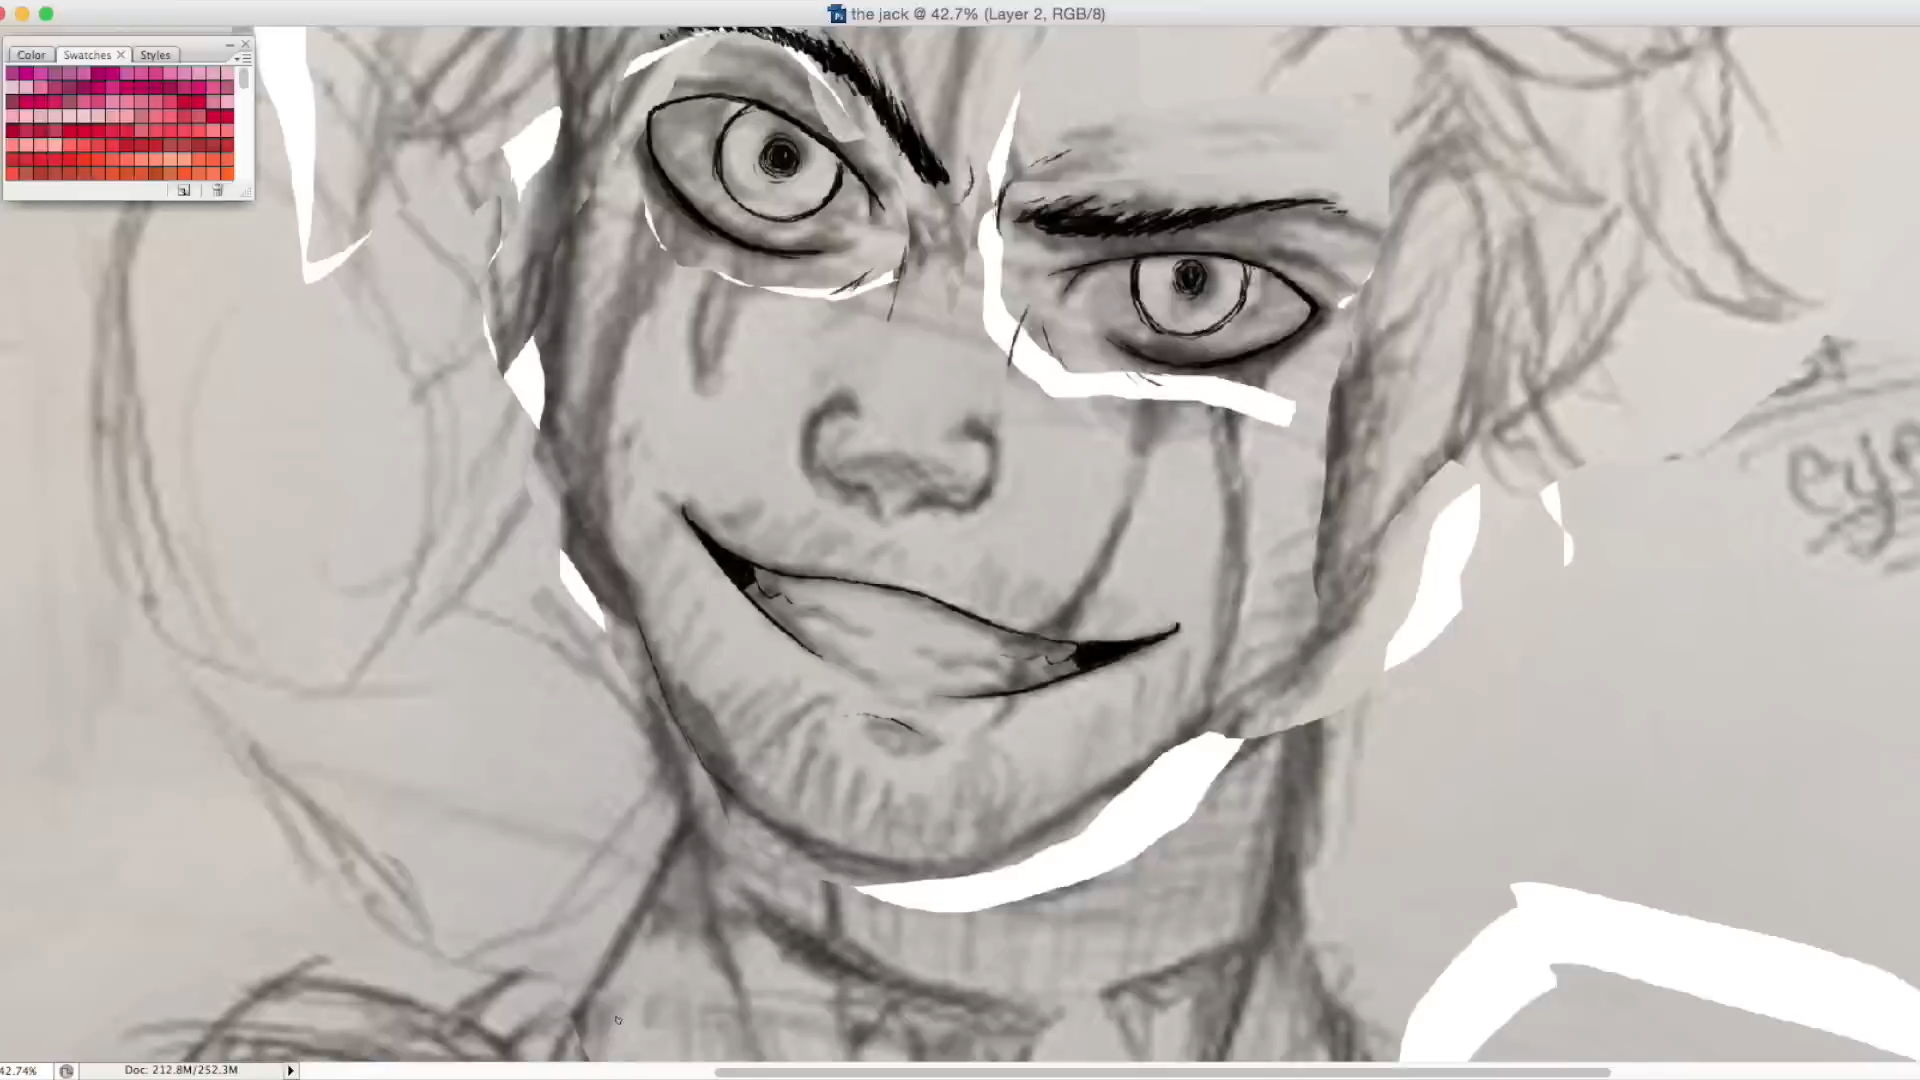 the jack @ 42.7% (Layer 2, RGB/8)
Color Swatches Styles
42.74%
Doc: 212.8M/252.3M